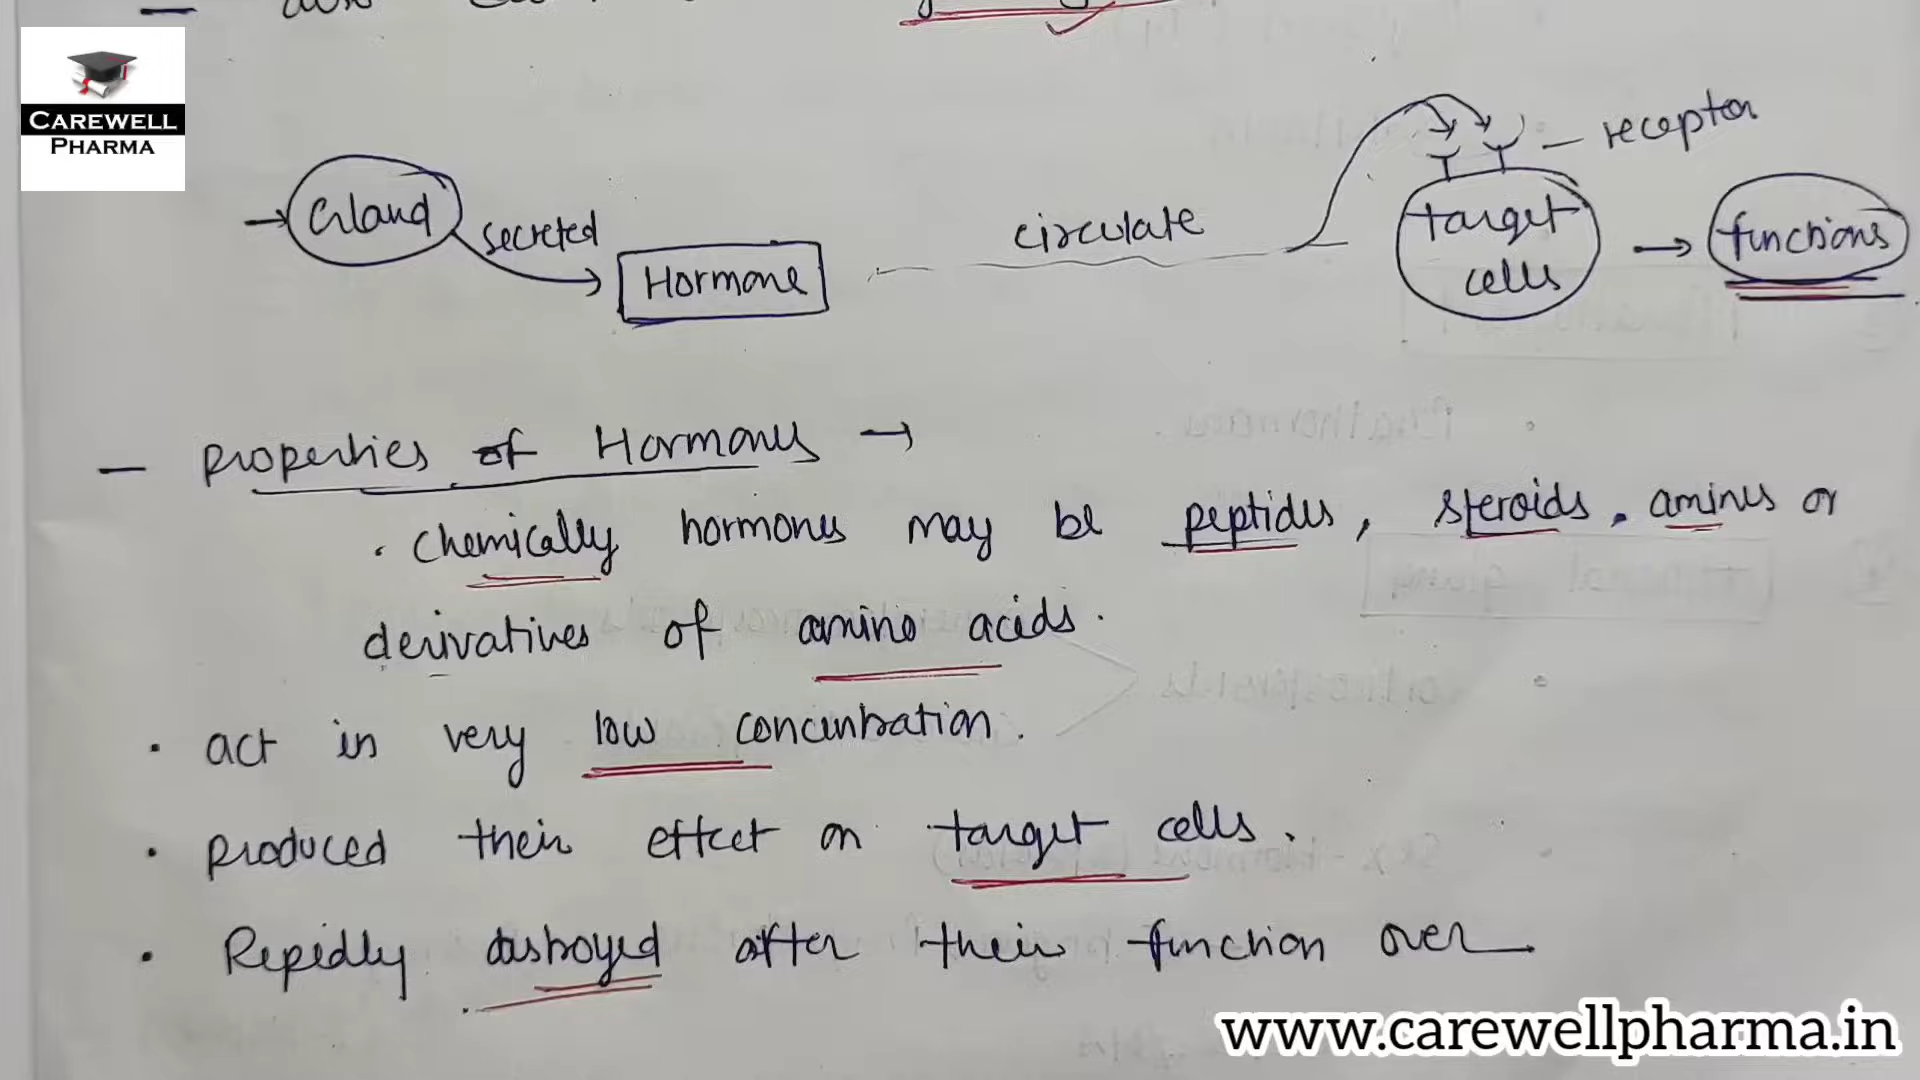 CAREWELL
PHARMA
receptor
Gland
secreted
Hormone
circulate
target
cells
functions
— Properties of Hormones →
. Chemically hormones may be peptides, steroids, amines or
derivatives of amino acids.
. act in very low concentration.
. produced their effect on target cells.
. Repidly destroyed after their function over
www.carewellpharma.in